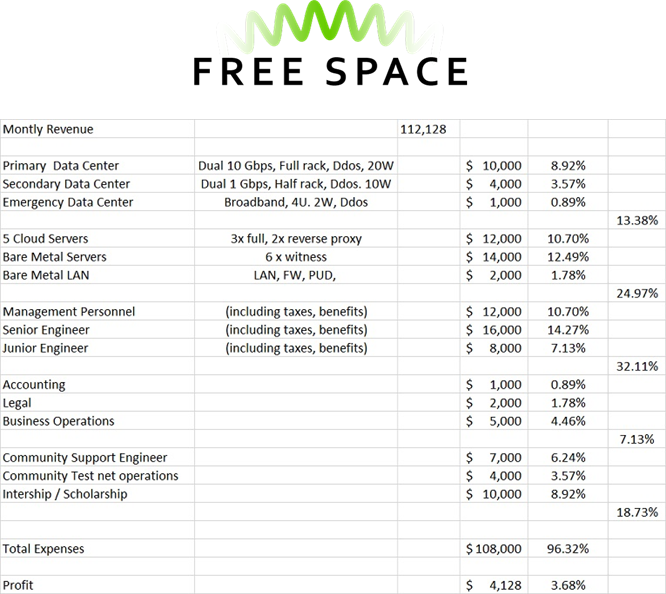 FREE SPACE
Montly Revenue 112,128
Primary Data Center Dual 10 Gbps, Full rack, Ddos, 20W $ 10,000 8.92%
Secondary Data Center Dual 1 Gbps, Half rack, Ddos. 10W $ 4,000 3.57%
Emergency Data Center Broadband, 4U. 2W, Ddos $ 1,000 0.89%
13.38%
5 Cloud Servers 3x full, 2x reverse proxy $ 12,000 10.70%
Bare Metal Servers 6 x witness $ 14,000 12.49%
Bare Metal LAN LAN, FW, PUD, $ 2,000 1.78%
24.97%
Management Personnel (including taxes, benefits) $ 12,000 10.70%
Senior Engineer (including taxes, benefits) $ 16,000 14.27%
Junior Engineer (including taxes, benefits) $ 8,000 7.13%
32.11%
Accounting $ 1,000 0.89%
Legal $ 2,000 1.78%
Business Operations $ 5,000 4.46%
7.13%
Community Support Engineer $ 7,000 6.24%
Community Test net operations $ 4,000 3.57%
Intership / Scholarship $ 10,000 8.92%
18.73%
Total Expenses $ 108,000 96.32%
Profit $ 4,128 3.68%